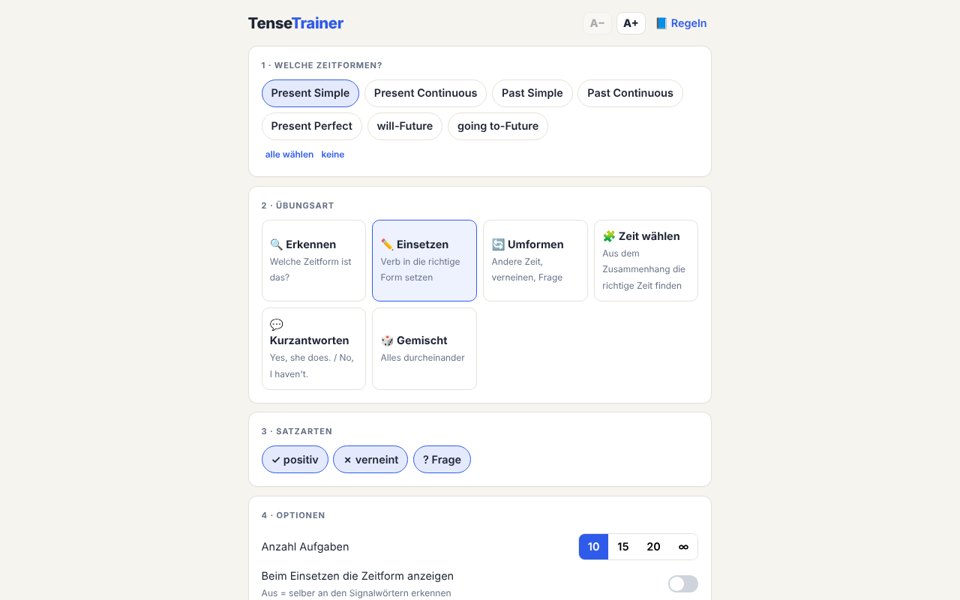 TenseTrainer
A− A+ 📘 Regeln
1 · WELCHE ZEITFORMEN?
Present Simple Present Continuous Past Simple Past Continuous
Present Perfect will-Future going to-Future
alle wählen keine
2 · ÜBUNGSART
🔍 Erkennen
Welche Zeitform ist
das?
✏️ Einsetzen
Verb in die richtige
Form setzen
🔄 Umformen
Andere Zeit,
verneinen, Frage
🧩 Zeit wählen
Aus dem
Zusammenhang die
richtige Zeit finden
💬
Kurzantworten
Yes, she does. / No,
I haven't.
🎲 Gemischt
Alles durcheinander
3 · SATZARTEN
✓ positiv × verneint ? Frage
4 · OPTIONEN
Anzahl Aufgaben 10 15 20 ∞
Beim Einsetzen die Zeitform anzeigen
Aus = selber an den Signalwörtern erkennen